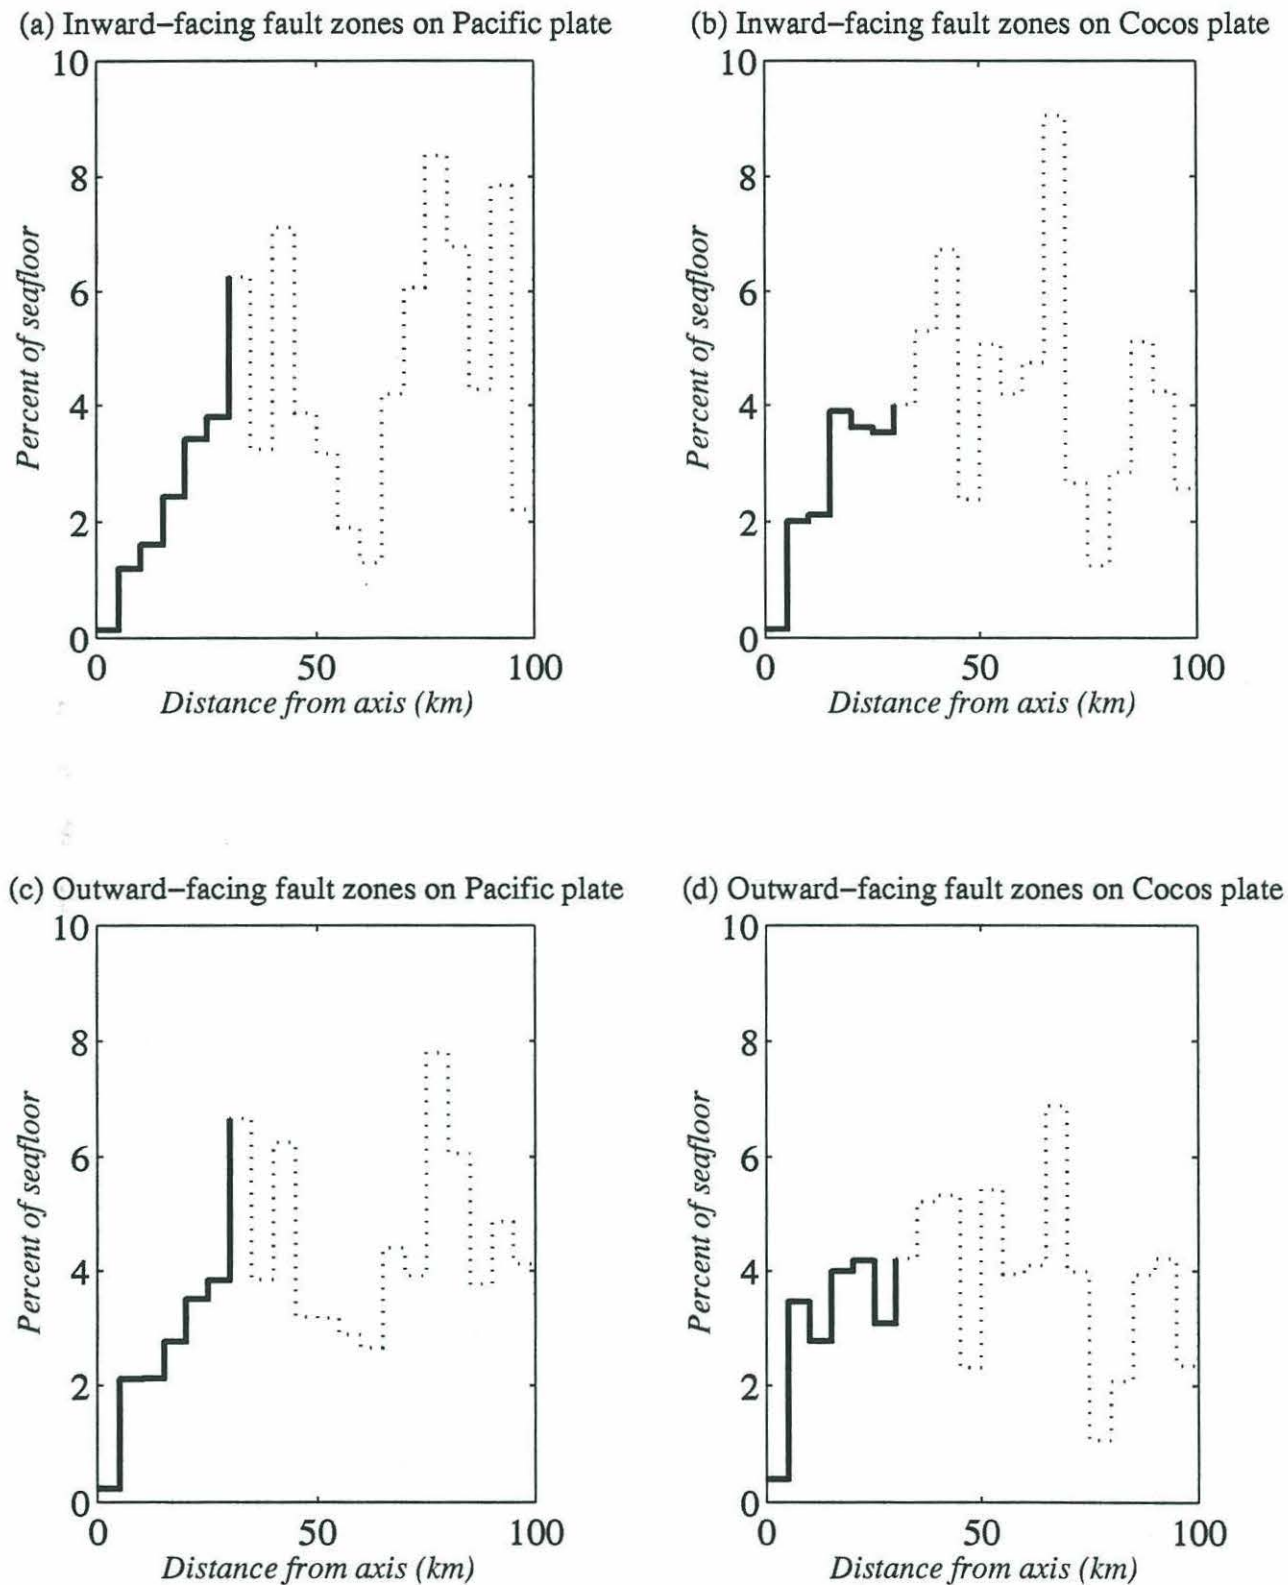 (a) Inward–facing fault zones on Pacific plate
10
8
6
4
2
0
Percent of seafloor
0 50 100
Distance from axis (km)
(b) Inward–facing fault zones on Cocos plate
10
8
6
4
2
0
Percent of seafloor
0 50 100
Distance from axis (km)
(c) Outward–facing fault zones on Pacific plate
10
8
6
4
2
0
Percent of seafloor
0 50 100
Distance from axis (km)
(d) Outward–facing fault zones on Cocos plate
10
8
6
4
2
0
Percent of seafloor
0 50 100
Distance from axis (km)